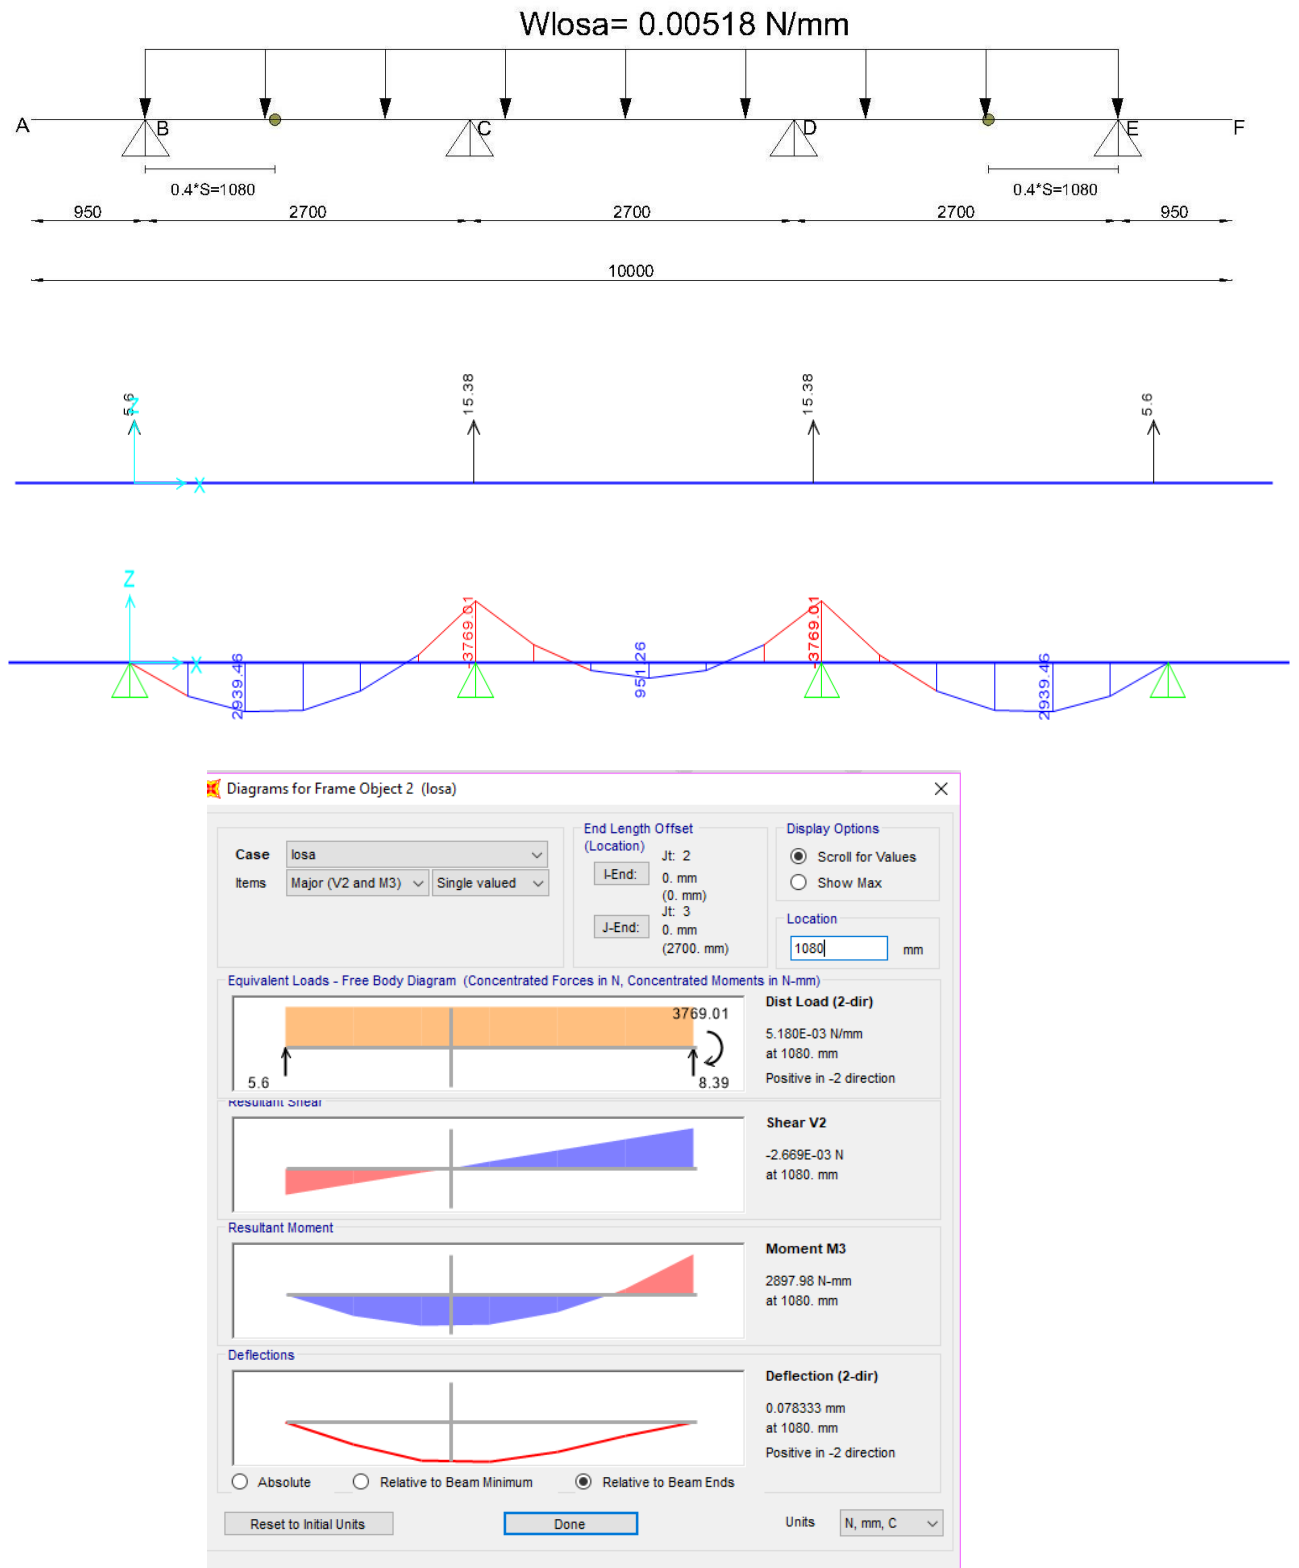 Wlosa= 0.00518 N/mm
A B C D E F
0.4*S=1080 0.4*S=1080
950 2700 2700 2700 950
10000
5.6 15.38 15.38 5.6
Z
X
Z
X
-3769.01 -3769.01
2939.46 951.26 2939.46
Diagrams for Frame Object 2 (losa)
Case losa
Items Major (V2 and M3) Single valued
End Length Offset
(Location)
I-End: Jt: 2
0. mm
(0. mm)
J-End: Jt: 3
0. mm
(2700. mm)
Display Options
Scroll for Values
Show Max
Location
1080 mm
Equivalent Loads - Free Body Diagram (Concentrated Forces in N, Concentrated Moments in N-mm)
3769.01
5.6 8.39
Dist Load (2-dir)
5.180E-03 N/mm
at 1080. mm
Positive in -2 direction
Resultant Shear
Shear V2
-2.669E-03 N
at 1080. mm
Resultant Moment
Moment M3
2897.98 N-mm
at 1080. mm
Deflections
Deflection (2-dir)
0.078333 mm
at 1080. mm
Positive in -2 direction
Absolute Relative to Beam Minimum Relative to Beam Ends
Reset to Initial Units Done Units N, mm, C